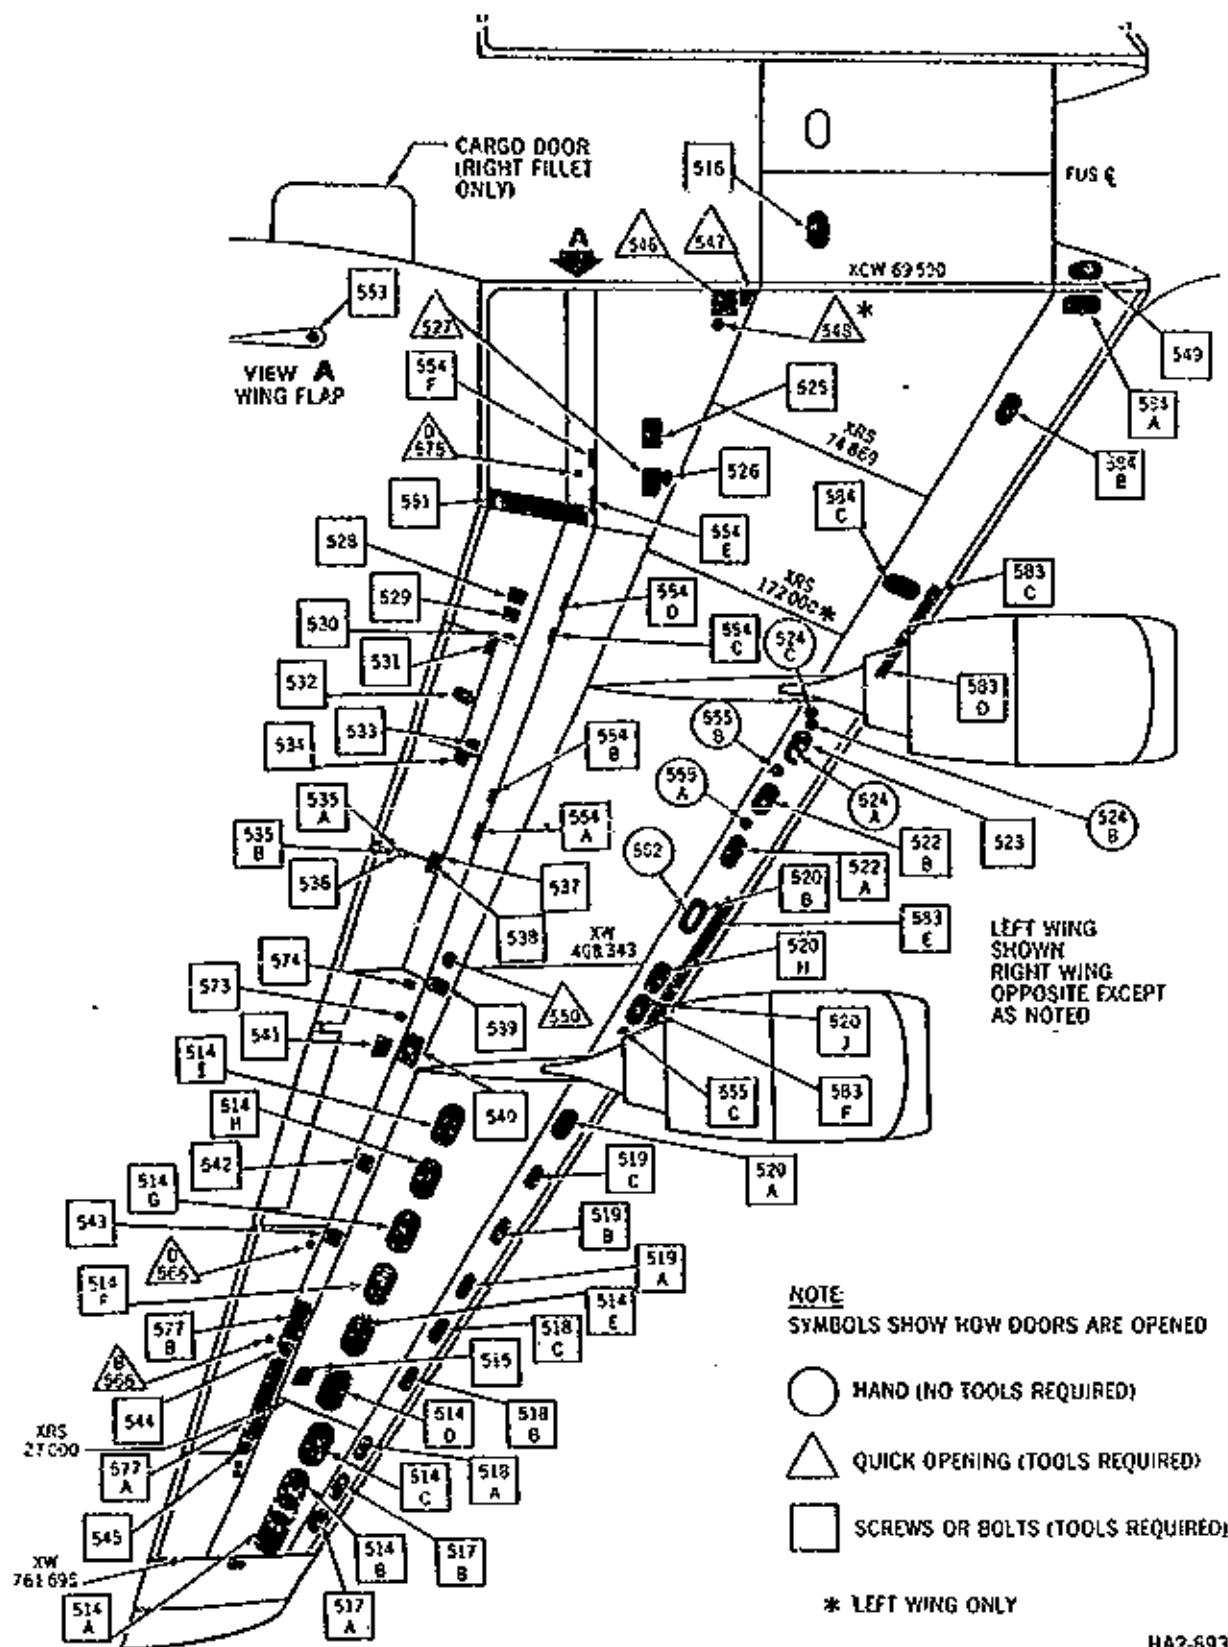 CARGO DOOR
(RIGHT FILLET
ONLY)
516
FUS ℄
546
547
A
XCW 69 500
553
527
548
*
549
VIEW A
WING FLAP
554
F
525
D
575
XRS
74 869
526
584
B
551
584
C
554
E
528
XRS
172 000 *
583
C
529
554
D
530
554
C
524
C
531
532
583
D
533
555
B
534
554
B
555
A
524
A
535
A
524
B
554
A
522
B
523
535
B
552
536
537
522
A
520
B
583
E
538
XW
408 343
LEFT WING
SHOWN
RIGHT WING
OPPOSITE EXCEPT
AS NOTED
574
520
H
573
539
550
541
520
J
514
555
C
583
F
514
H
540
542
519
C
520
A
514
G
543
519
B
519
A
514
F
514
E
NOTE:
SYMBOLS SHOW HOW DOORS ARE OPENED
577
B
518
C
515
HAND (NO TOOLS REQUIRED)
544
514
D
518
B
XRS
27 000
577
A
514
C
518
A
QUICK OPENING (TOOLS REQUIRED)
545
SCREWS OR BOLTS (TOOLS REQUIRED)
514
B
517
B
XW
761 695
514
A
517
A
* LEFT WING ONLY
HA2-693